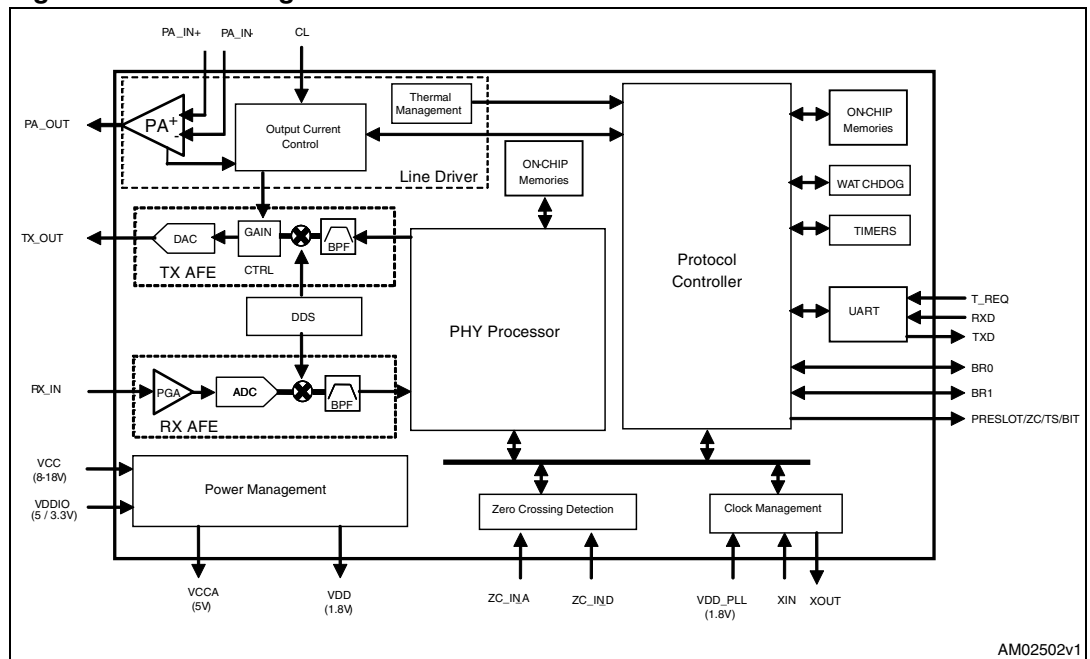 PA_IN+
PA_IN-
CL
Thermal
Management
PA_OUT
PA
+
-
Output Current
Control
Line Driver
ON-CHIP
Memories
ON-CHIP
Memories
WATCHDOG
TIMERS
Protocol
Controller
TX_OUT
DAC
GAIN
BPF
TX AFE
CTRL
DDS
PHY Processor
UART
T_REQ
RXD
TXD
BR0
BR1
PRESLOT/ZC/TS/BIT
RX_IN
PGA
ADC
BPF
RX AFE
VCC
(8-18V)
VDDIO
(5 / 3.3V)
Power Management
Zero Crossing Detection
Clock Management
VCCA
(5V)
VDD
(1.8V)
ZC_IN_A
ZC_IN_D
VDD_PLL
(1.8V)
XIN
XOUT
AM02502v1